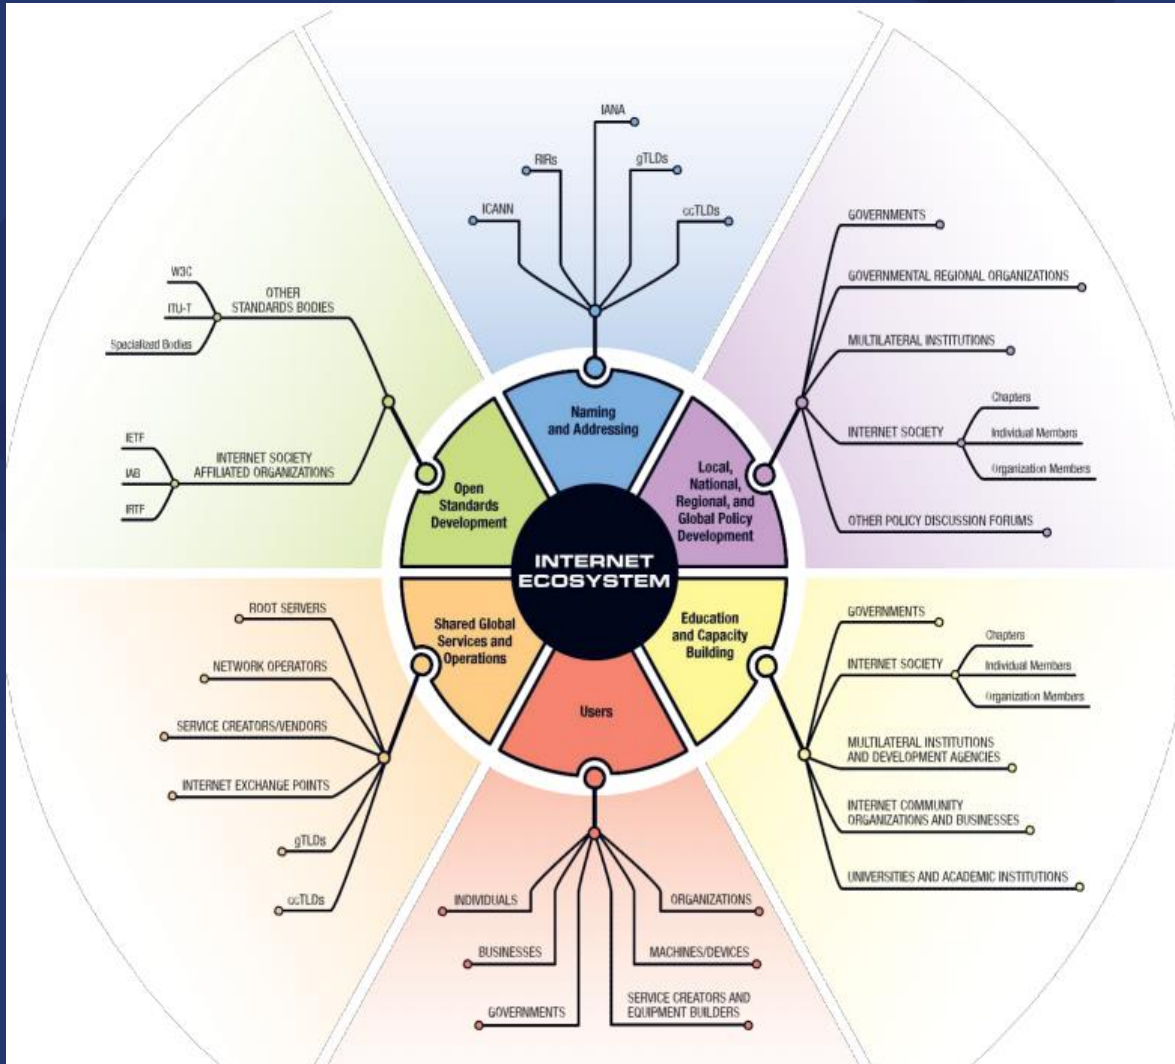 IANA
RIRs
gTLDs
ICANN
ccTLDs
W3C
ITU-T
Specialized Bodies
OTHER
STANDARDS BODIES
IETF
IAB
IRTF
INTERNET SOCIETY
AFFILIATED ORGANIZATIONS
GOVERNMENTS
GOVERNMENTAL REGIONAL ORGANIZATIONS
MULTILATERAL INSTITUTIONS
INTERNET SOCIETY
Chapters
Individual Members
Organization Members
OTHER POLICY DISCUSSION FORUMS
Naming
and Addressing
Open
Standards
Development
Local,
National,
Regional, and
Global Policy
Development
INTERNET
ECOSYSTEM
Shared Global
Services and
Operations
Users
Education
and Capacity
Building
ROOT SERVERS
NETWORK OPERATORS
SERVICE CREATORS/VENDORS
INTERNET EXCHANGE POINTS
gTLDs
ccTLDs
GOVERNMENTS
INTERNET SOCIETY
Chapters
Individual Members
Organization Members
MULTILATERAL INSTITUTIONS
AND DEVELOPMENT AGENCIES
INTERNET COMMUNITY
ORGANIZATIONS AND BUSINESSES
UNIVERSITIES AND ACADEMIC INSTITUTIONS
INDIVIDUALS
BUSINESSES
GOVERNMENTS
ORGANIZATIONS
MACHINES/DEVICES
SERVICE CREATORS AND
EQUIPMENT BUILDERS